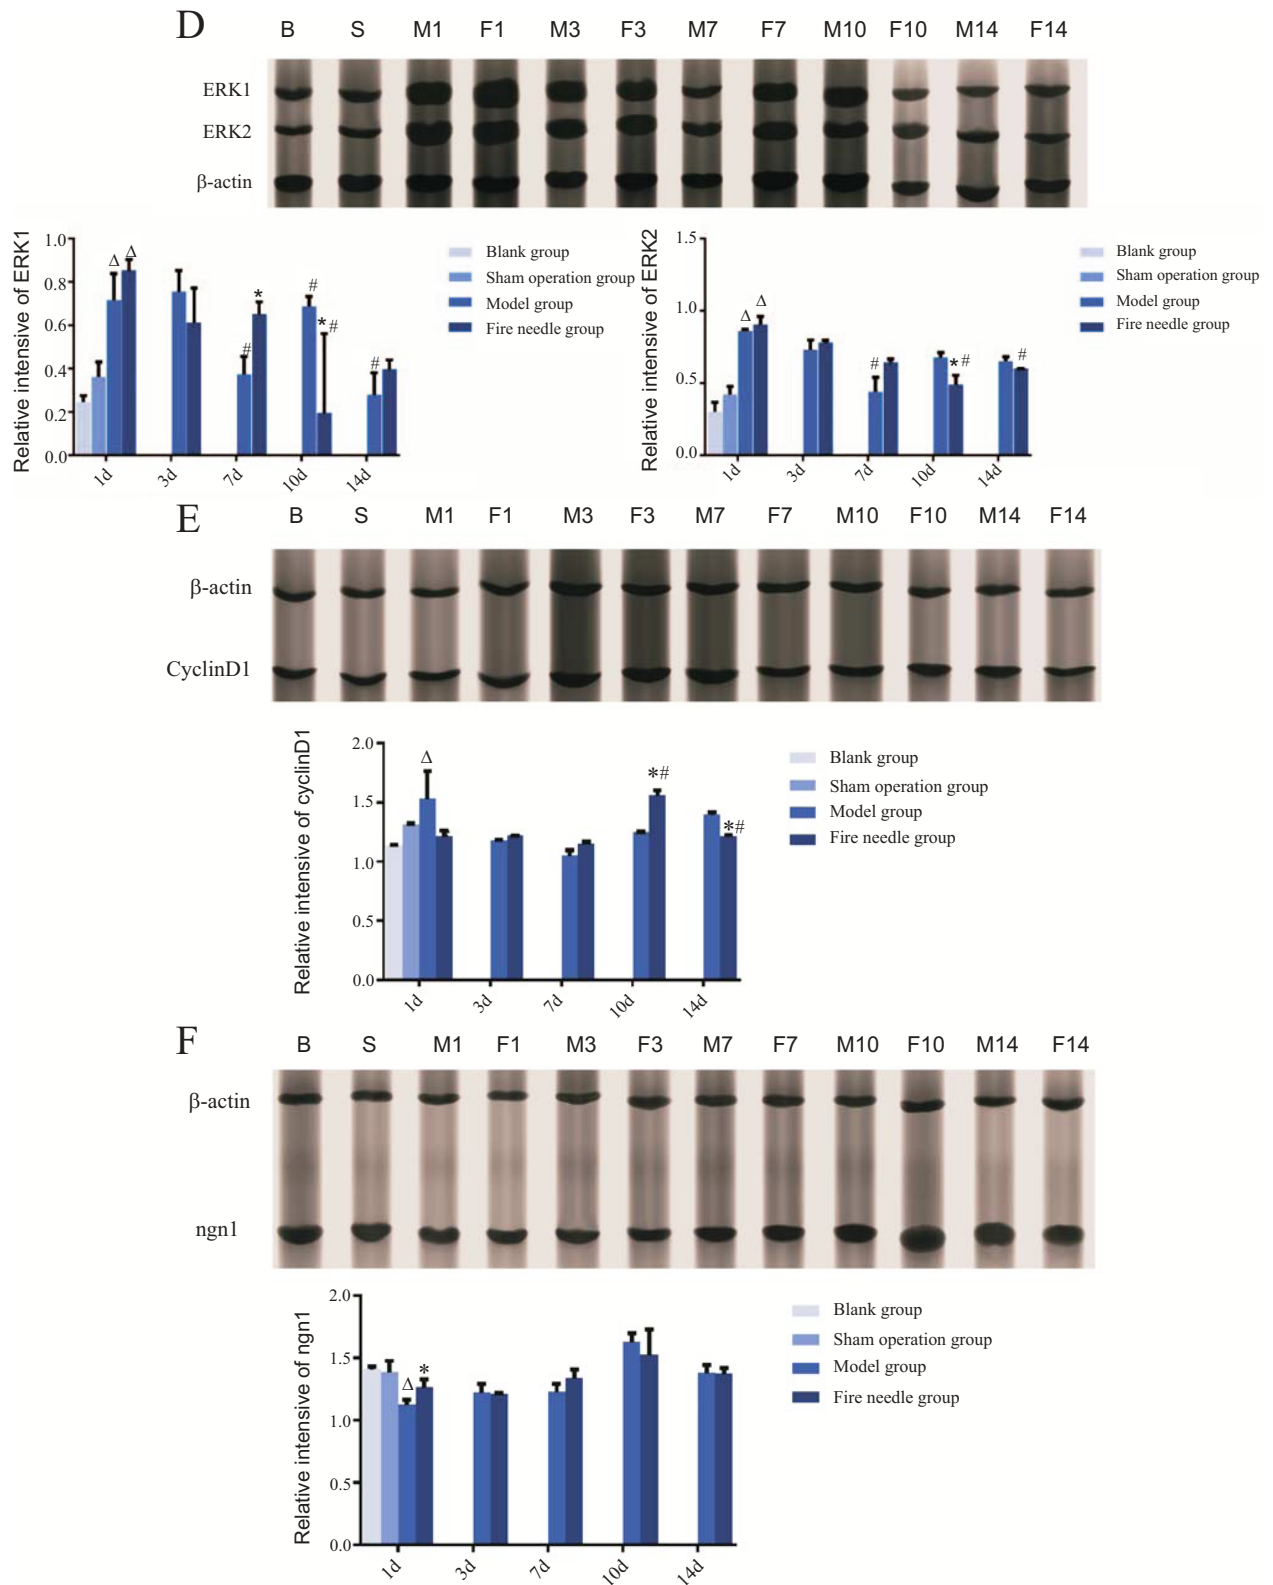 D
B S M1 F1 M3 F3 M7 F7 M10 F10 M14 F14
ERK1
ERK2
β-actin
Relative intensive of ERK1
1.0
0.8
0.6
0.4
0.2
0.0
Δ Δ
*
#
#
* #
#
1d 3d 7d 10d 14d
Blank group
Sham operation group
Model group
Fire needle group
Relative intensive of ERK2
1.5
1.0
0.5
0.0
Δ Δ
#
* #
#
1d 3d 7d 10d 14d
Blank group
Sham operation group
Model group
Fire needle group
E
B S M1 F1 M3 F3 M7 F7 M10 F10 M14 F14
β-actin
CyclinD1
Relative intensive of cyclinD1
2.0
1.5
1.0
0.5
0.0
Δ
*#
*#
1d 3d 7d 10d 14d
Blank group
Sham operation group
Model group
Fire needle group
F
B S M1 F1 M3 F3 M7 F7 M10 F10 M14 F14
β-actin
ngn1
Relative intensive of ngn1
2.0
1.5
1.0
0.5
0.0
Δ *
1d 3d 7d 10d 14d
Blank group
Sham operation group
Model group
Fire needle group